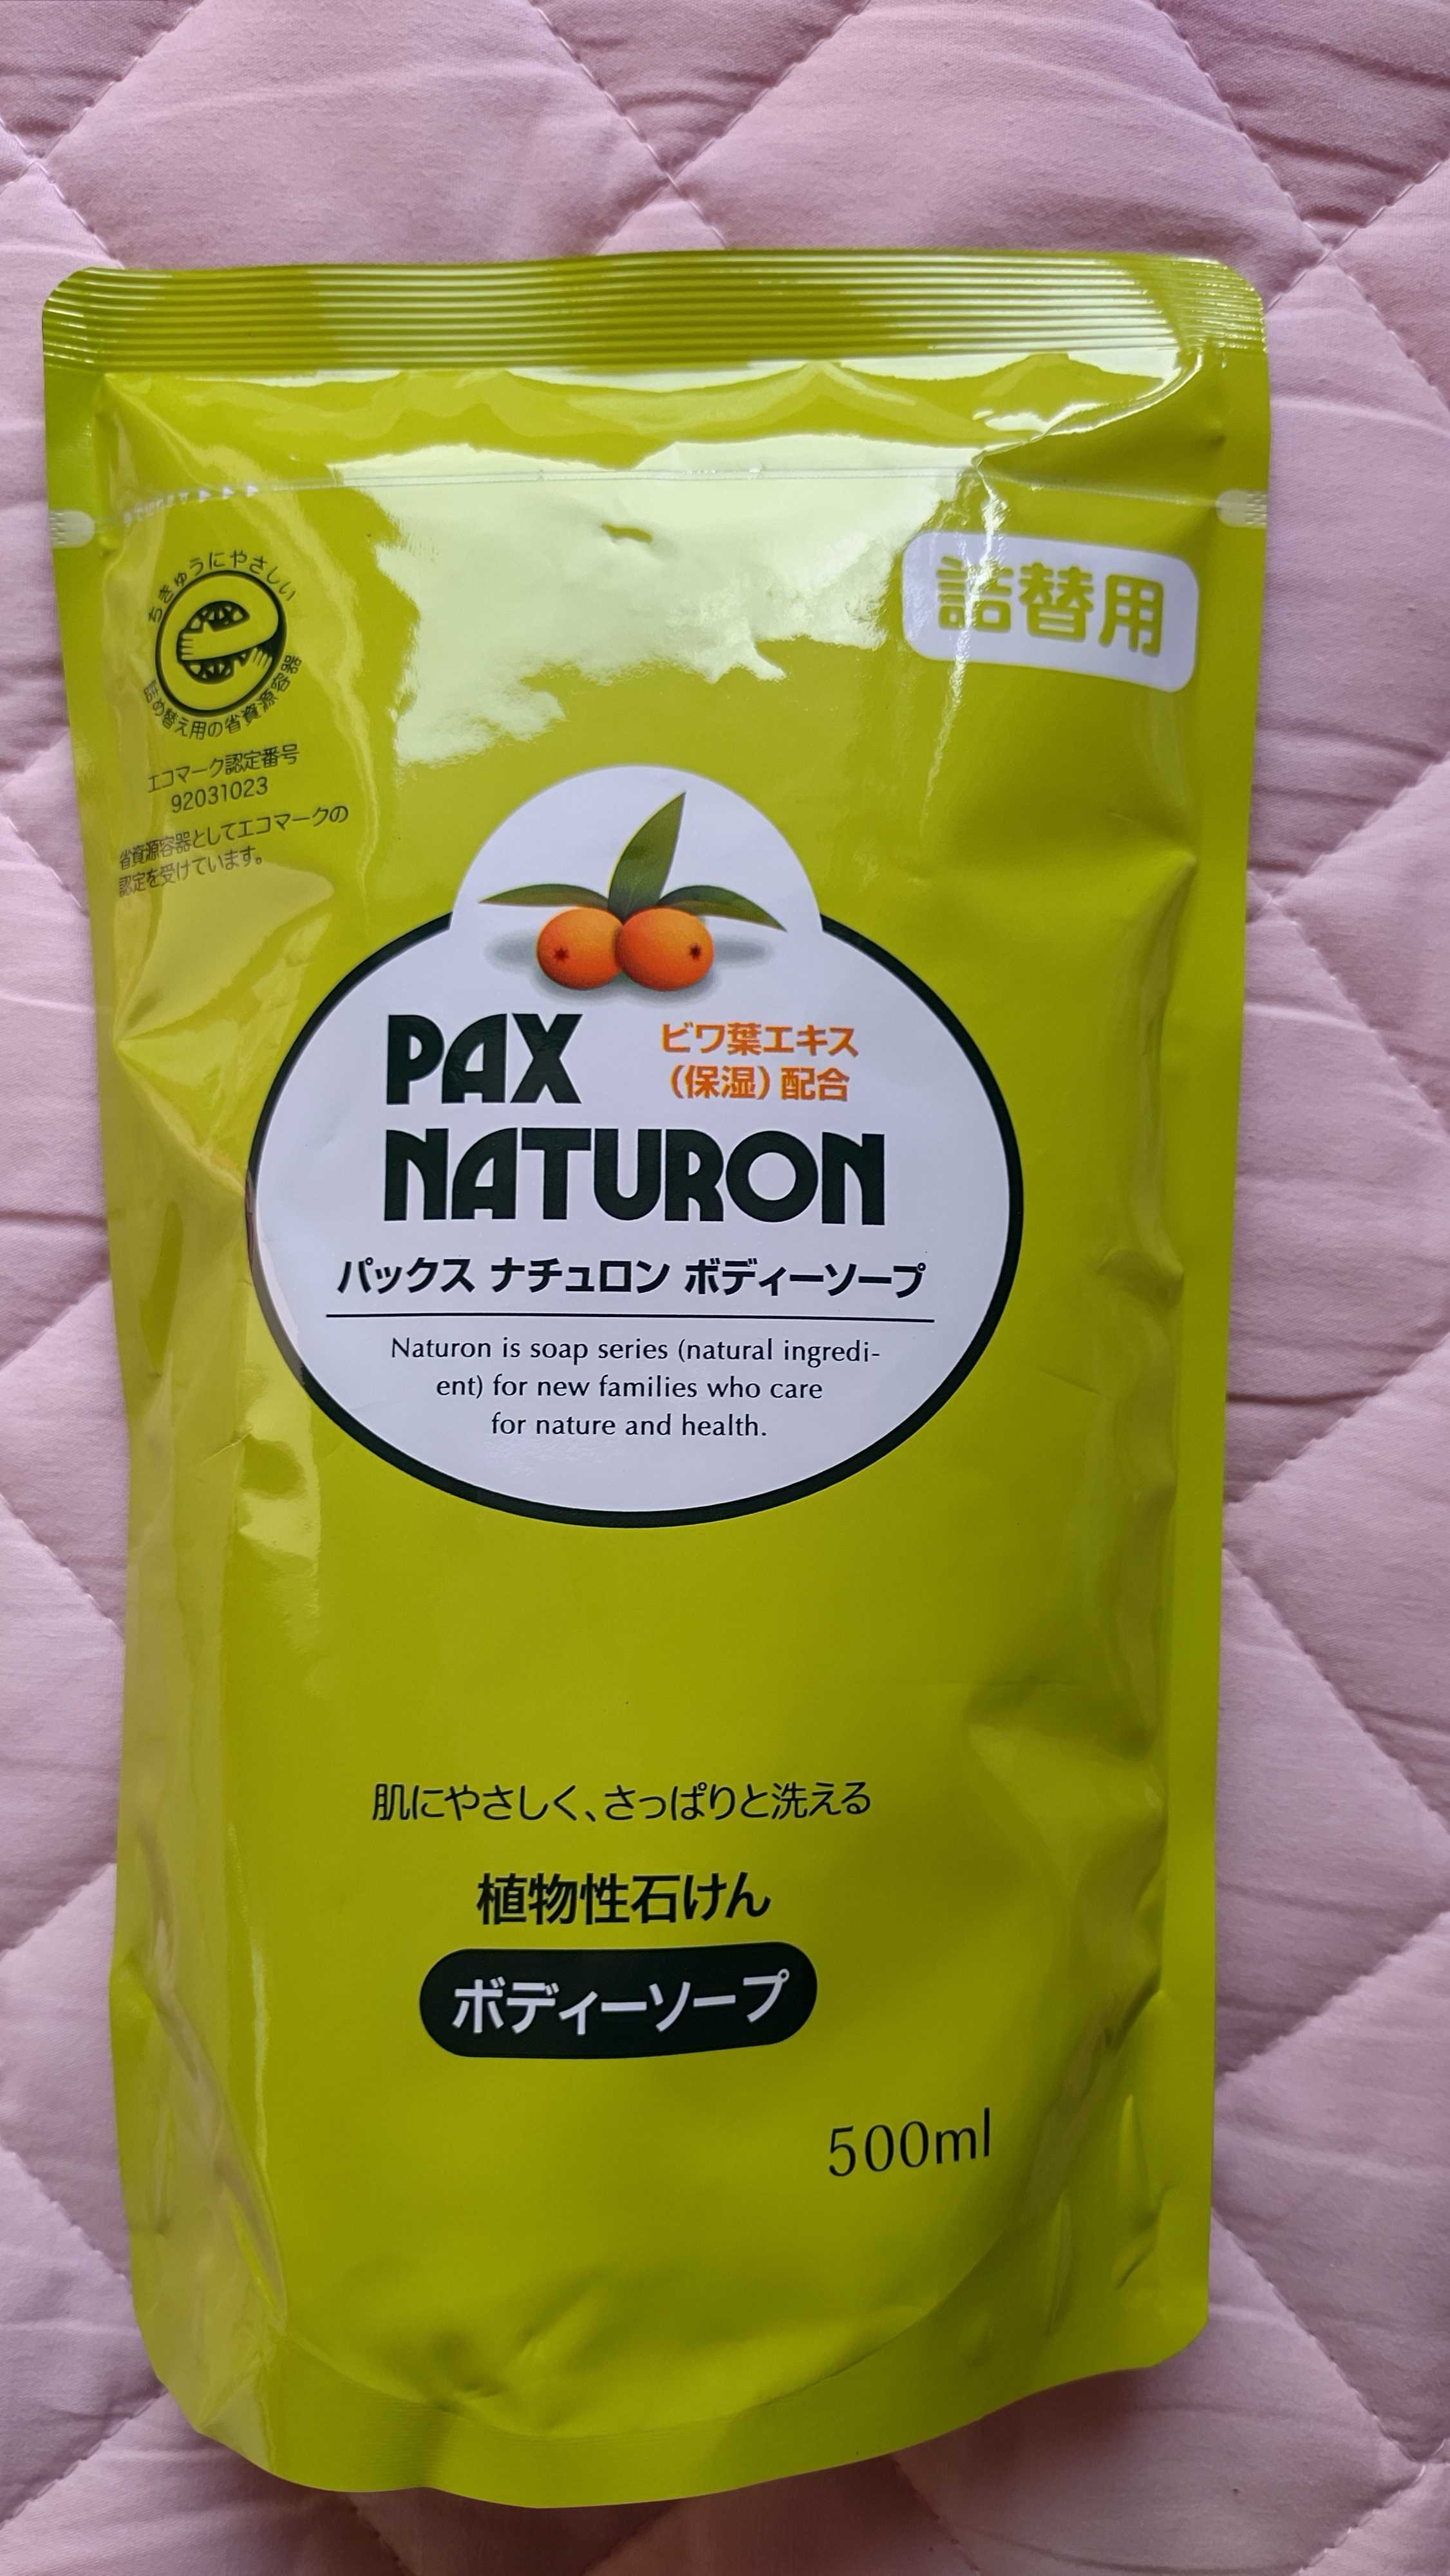 ちきゅうにやさしい
詰め替え用の省資源容器
エコマーク認定番号
92031023
省資源容器としてエコマークの
認定を受けています。
詰替用
PAX
NATURON
ビワ葉エキス
(保湿)配合
パックス ナチュロン ボディーソープ
Naturon is soap series (natural ingredi-
ent) for new families who care
for nature and health.
肌にやさしく、さっぱりと洗える
植物性石けん
ボディーソープ
500ml